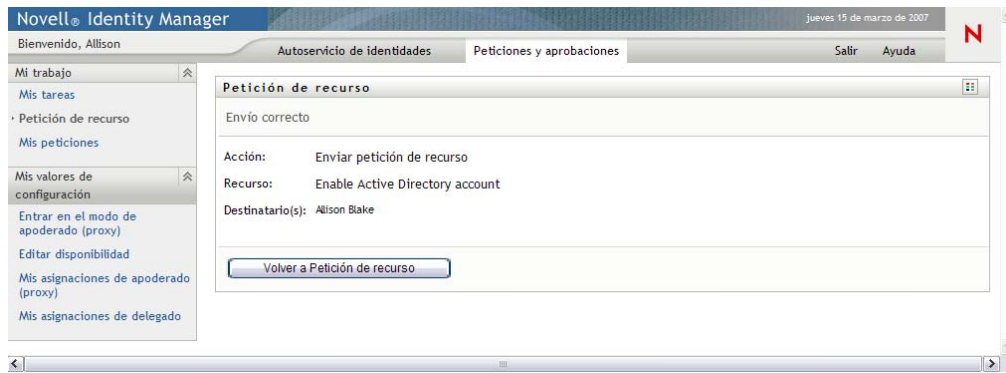 Novell® Identity Manager
jueves 15 de marzo de 2007
N
Bienvenido, Allison
Autoservicio de identidades
Peticiones y aprobaciones
Salir
Ayuda
Mi trabajo
Mis tareas
Petición de recurso
Mis peticiones
Mis valores de
configuración
Entrar en el modo de
apoderado (proxy)
Editar disponibilidad
Mis asignaciones de apoderado
(proxy)
Mis asignaciones de delegado
Petición de recurso
Envío correcto
Acción: Enviar petición de recurso
Recurso: Enable Active Directory account
Destinatario(s): Allison Blake
Volver a Petición de recurso